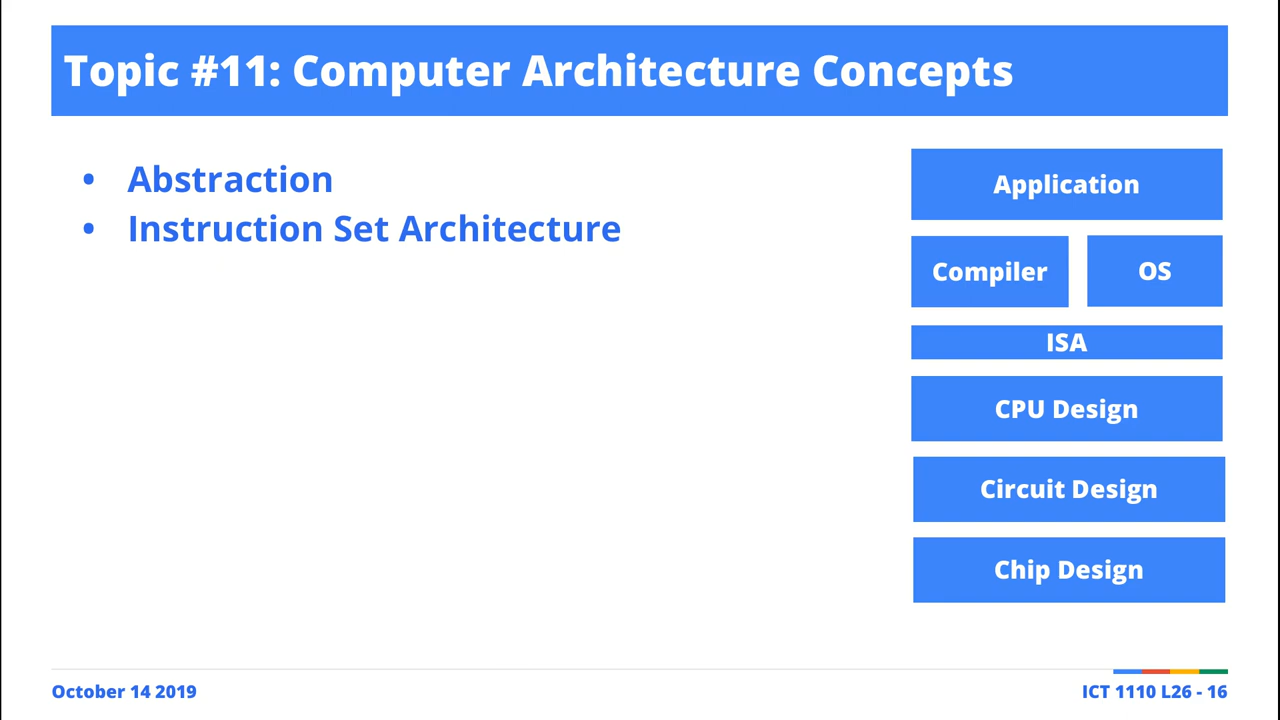 Topic #11: Computer Architecture Concepts
• Abstraction
• Instruction Set Architecture
Application
Compiler OS
ISA
CPU Design
Circuit Design
Chip Design
October 14 2019
ICT 1110 L26 - 16